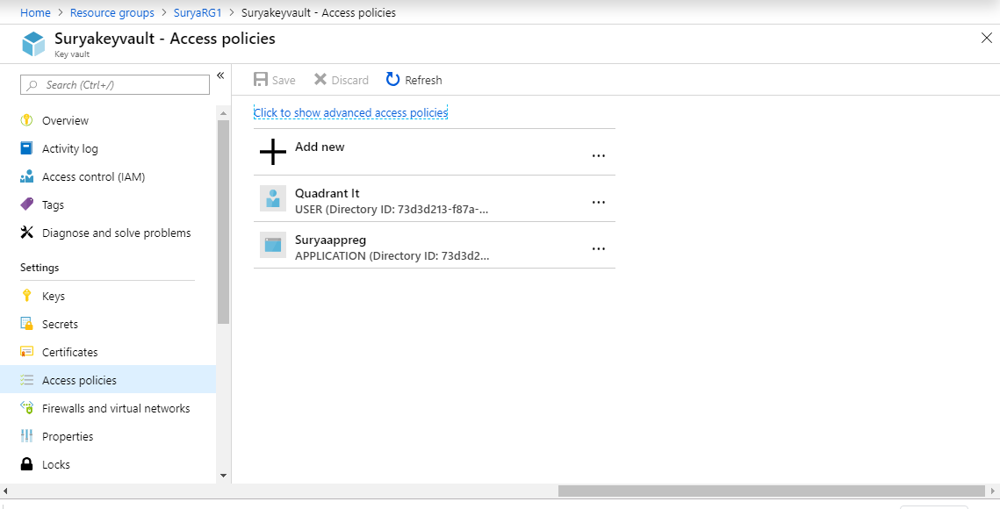 Home > Resource groups > SuryaRG1 > Suryakeyvault - Access policies
Suryakeyvault - Access policies
Key vault
Search (Ctrl+/)
Overview
Activity log
Access control (IAM)
Tags
Diagnose and solve problems
Settings
Keys
Secrets
Certificates
Access policies
Firewalls and virtual networks
Properties
Locks
Save Discard Refresh
Click to show advanced access policies
Add new
Quadrant It
USER (Directory ID: 73d3d213-f87a-...
Suryaappreg
APPLICATION (Directory ID: 73d3d2...